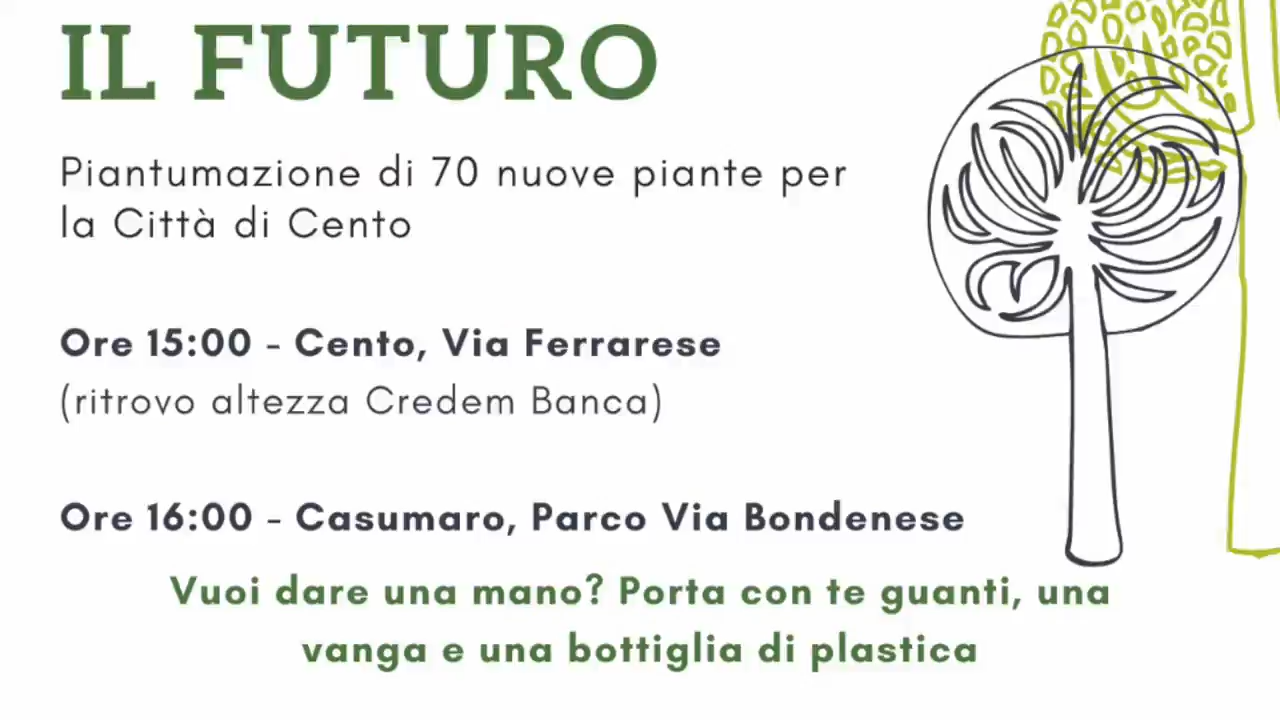 IL FUTURO
Piantumazione di 70 nuove piante per
la Città di Cento
Ore 15:00 - Cento, Via Ferrarese
(ritrovo altezza Credem Banca)
Ore 16:00 - Casumaro, Parco Via Bondenese
Vuoi dare una mano? Porta con te guanti, una
vanga e una bottiglia di plastica